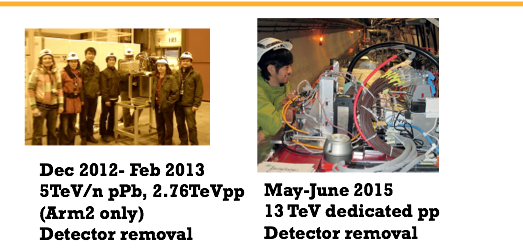 Dec 2012- Feb 2013
5TeV/n pPb, 2.76TeVpp
(Arm2 only)
Detector removal
May-June 2015
13 TeV dedicated pp
Detector removal